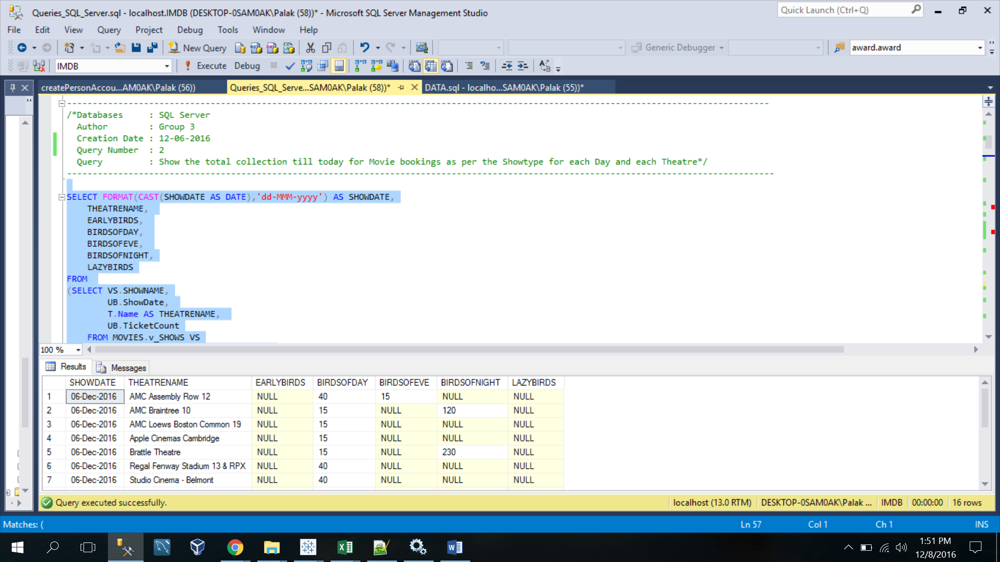 Queries_SQL_Server.sql - localhost.IMDB (DESKTOP-0SAM0AK\Palak (58))* - Microsoft SQL Server Management Studio
Quick Launch (Ctrl+Q)
File Edit View Query Project Debug Tools Window Help
New Query Generic Debugger award.award
IMDB Execute Debug
createPersonAccou...AM0AK\Palak (56)) Queries_SQL_Serve...SAM0AK\Palak (58))* DATA.sql - localho...SAM0AK\Palak (55))*
/*Databases : SQL Server
Author : Group 3
Creation Date : 12-06-2016
Query Number : 2
Query : Show the total collection till today for Movie bookings as per the Showtype for each Day and each Theatre*/
SELECT FORMAT(CAST(SHOWDATE AS DATE),'dd-MMM-yyyy') AS SHOWDATE,
THEATRENAME,
EARLYBIRDS,
BIRDSOFDAY,
BIRDSOFEVE,
BIRDSOFNIGHT,
LAZYBIRDS
FROM
(SELECT VS.SHOWNAME,
UB.ShowDate,
T.Name AS THEATRENAME,
UB.TicketCount
FROM MOVIES.v_SHOWS VS
100 %
Results Messages
SHOWDATE THEATRENAME EARLYBIRDS BIRDSOFDAY BIRDSOFEVE BIRDSOFNIGHT LAZYBIRDS
1 06-Dec-2016 AMC Assembly Row 12 NULL 40 15 NULL NULL
2 06-Dec-2016 AMC Braintree 10 NULL 15 NULL 120 NULL
3 06-Dec-2016 AMC Loews Boston Common 19 NULL 15 NULL NULL NULL
4 06-Dec-2016 Apple Cinemas Cambridge NULL 15 NULL NULL NULL
5 06-Dec-2016 Brattle Theatre NULL 15 NULL 230 NULL
6 06-Dec-2016 Regal Fenway Stadium 13 & RPX NULL 40 NULL NULL NULL
7 06-Dec-2016 Studio Cinema - Belmont NULL 40 NULL NULL NULL
Query executed successfully. localhost (13.0 RTM) DESKTOP-0SAM0AK\Palak ... IMDB 00:00:00 16 rows
Matches: ( Ln 57 Col 1 Ch 1 INS
1:51 PM
12/8/2016